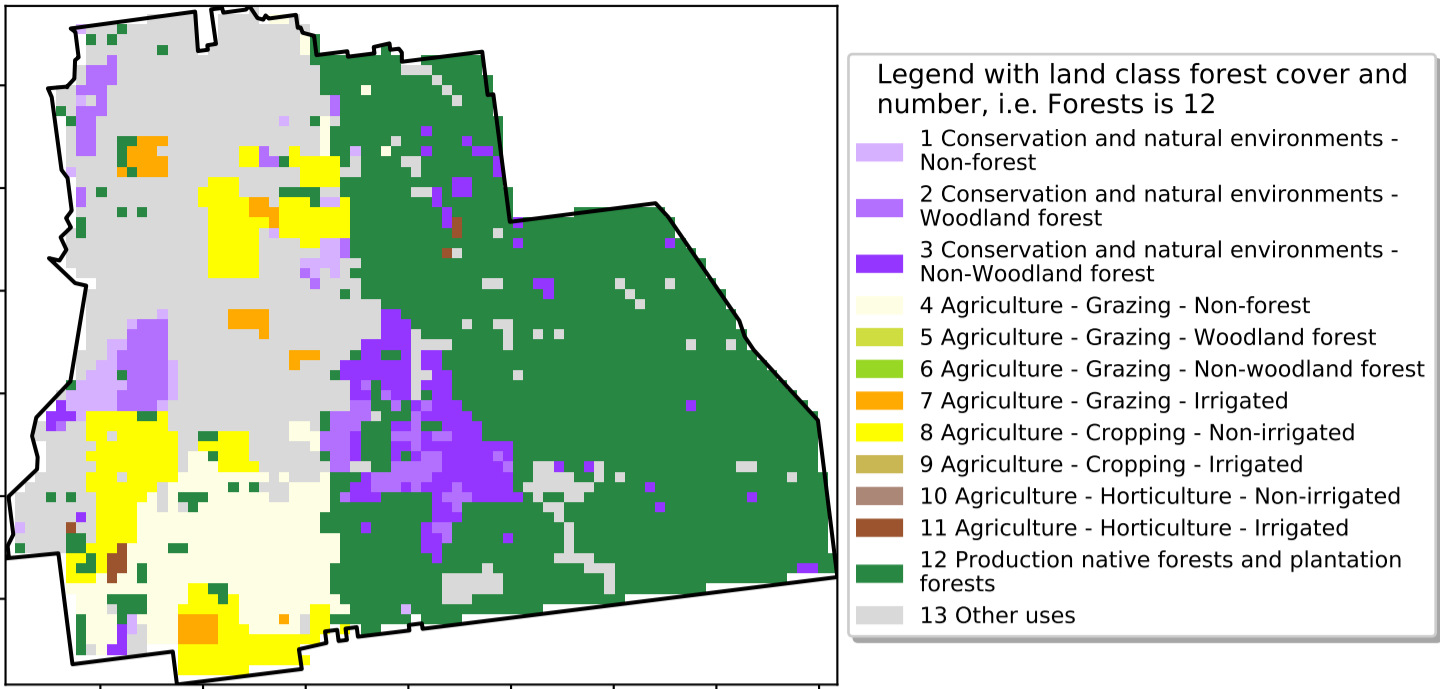 Legend with land class forest cover and
number, i.e. Forests is 12
1 Conservation and natural environments -
Non-forest
2 Conservation and natural environments -
Woodland forest
3 Conservation and natural environments -
Non-Woodland forest
4 Agriculture - Grazing - Non-forest
5 Agriculture - Grazing - Woodland forest
6 Agriculture - Grazing - Non-woodland forest
7 Agriculture - Grazing - Irrigated
8 Agriculture - Cropping - Non-irrigated
9 Agriculture - Cropping - Irrigated
10 Agriculture - Horticulture - Non-irrigated
11 Agriculture - Horticulture - Irrigated
12 Production native forests and plantation
forests
13 Other uses